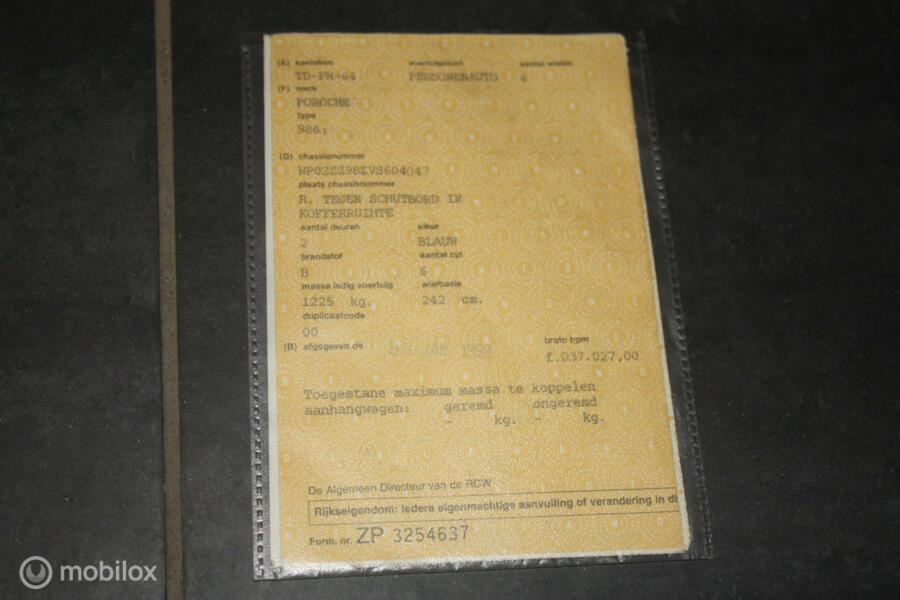 (A) kenteken voertuigsoort aantal wielen
TD-PH-64 PERSONENAUTO 4
(F) merk
PORSCHE
type
986;
(G) chassisnummer
WP0ZZZ98ZVS604047
plaats chassisnummer
R. TEGEN SCHUTBORD IN
KOFFERRUIMTE
aantal deuren kleur
2 BLAUW
brandstof aantal cyl.
B 6
massa ledig voertuig wielbasis
1225 kg. 242 cm.
duplicaatcode
00
(B) afgegeven de bruto bpm
f.037.027,00
Toegestane maximum massa te koppelen
aanhangwagen: geremd ongeremd
- kg. - kg.
De Algemeen Directeur van de RDW
Rijkseigendom: Iedere eigenmachtige aanvulling of verandering in di
Form. nr. ZP 3254637
mobilox